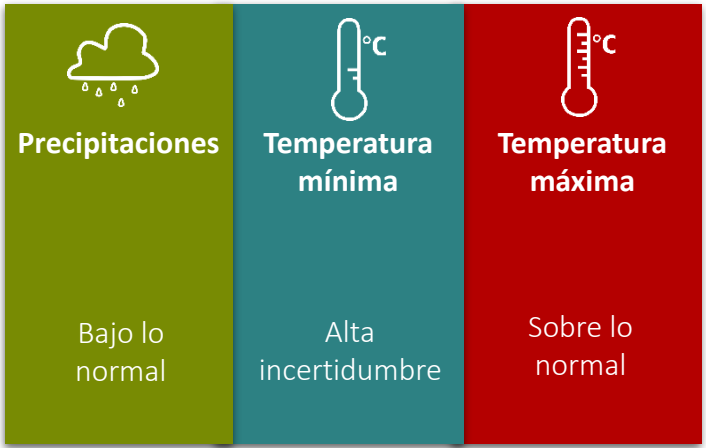 Precipitaciones
Bajo lo
normal
°C
Temperatura
mínima
Alta
incertidumbre
°C
Temperatura
máxima
Sobre lo
normal